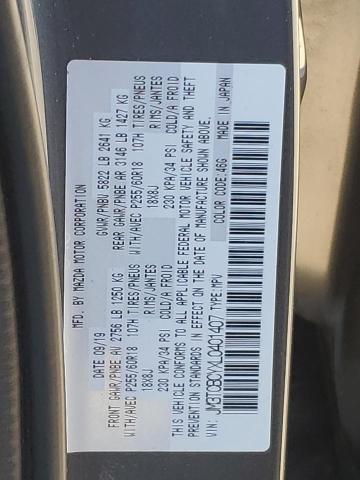 MFD. BY MAZDA MOTOR CORPORATION
DATE 09/19 GVWR/PNBV 5822 LB 2641 KG
FRONT GAWR/PNBE AV 2756 LB 1250 KG REAR GAWR/PNBE AR 3146 LB 1427 KG
WITH/AVEC P255/60R18 107H TIRES/PNEUS WITH/AVEC P255/60R18 107H TIRES/PNEUS
18X8J RIMS/JANTES 18X8J RIMS/JANTES
230 KPA/34 PSI COLD/A FROID 230 KPA/34 PSI COLD/A FROID
THIS VEHICLE CONFORMS TO ALL APPLICABLE FEDERAL MOTOR VEHICLE SAFETY AND THEFT
PREVENTION STANDARDS IN EFFECT ON THE DATE OF MANUFACTURE SHOWN ABOVE.
VIN: JM3TCBDYXL0401407 TYPE: MPV COLOR CODE: 46G MADE IN JAPAN